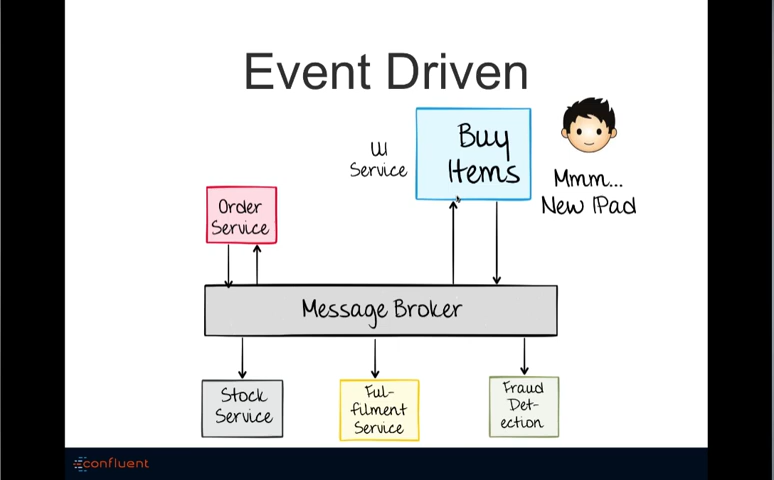 Event Driven
UI
Service
Buy
Items
Mmm...
New IPad
Order
Service
Message Broker
Stock
Service
Ful-
filment
Service
Fraud
Det-
ection
confluent